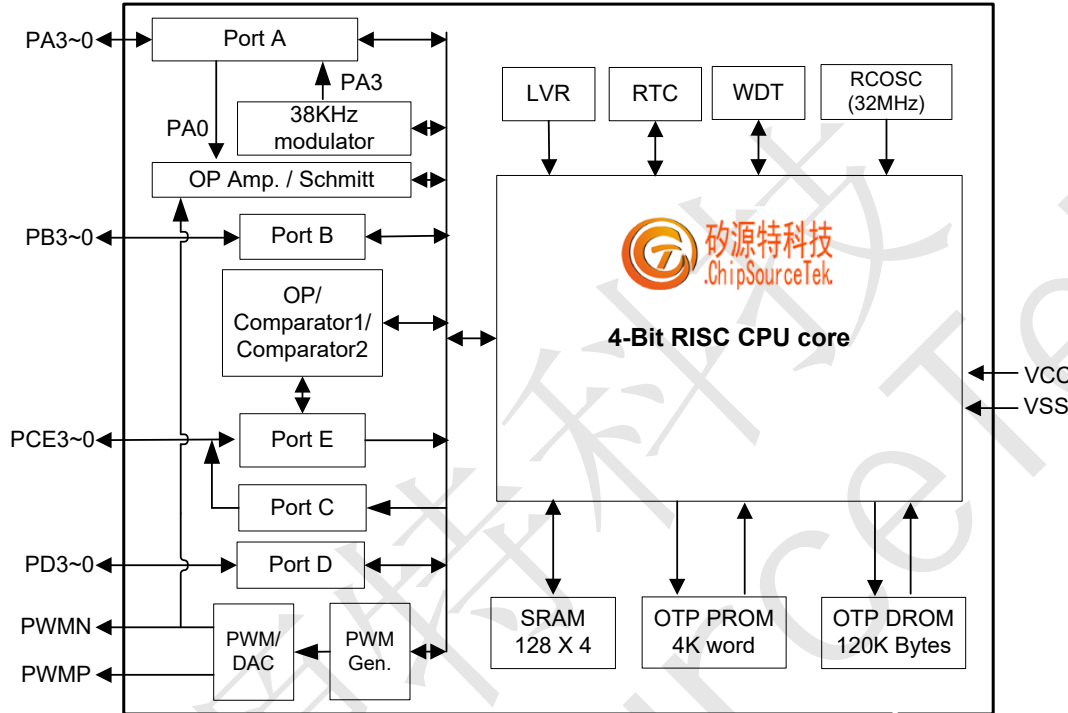 PA3~0
Port A
PA3
38KHz
modulator
PA0
OP Amp. / Schmitt
PB3~0
Port B
OP/
Comparator1/
Comparator2
PCE3~0
Port E
Port C
PD3~0
Port D
PWMN
PWMP
PWM/
DAC
PWM
Gen.
LVR
RTC
WDT
RCOSC
(32MHz)
矽源特科技
.ChipSourceTek.
4-Bit RISC CPU core
VCC
VSS
SRAM
128 X 4
OTP PROM
4K word
OTP DROM
120K Bytes